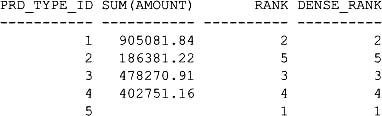 PRD_TYPE_ID SUM(AMOUNT)       RANK DENSE_RANK
----------- ----------- ---------- ----------
          1   905081.84          2          2
          2   186381.22          5          5
          3   478270.91          3          3
          4   402751.16          4          4
          5                      1          1